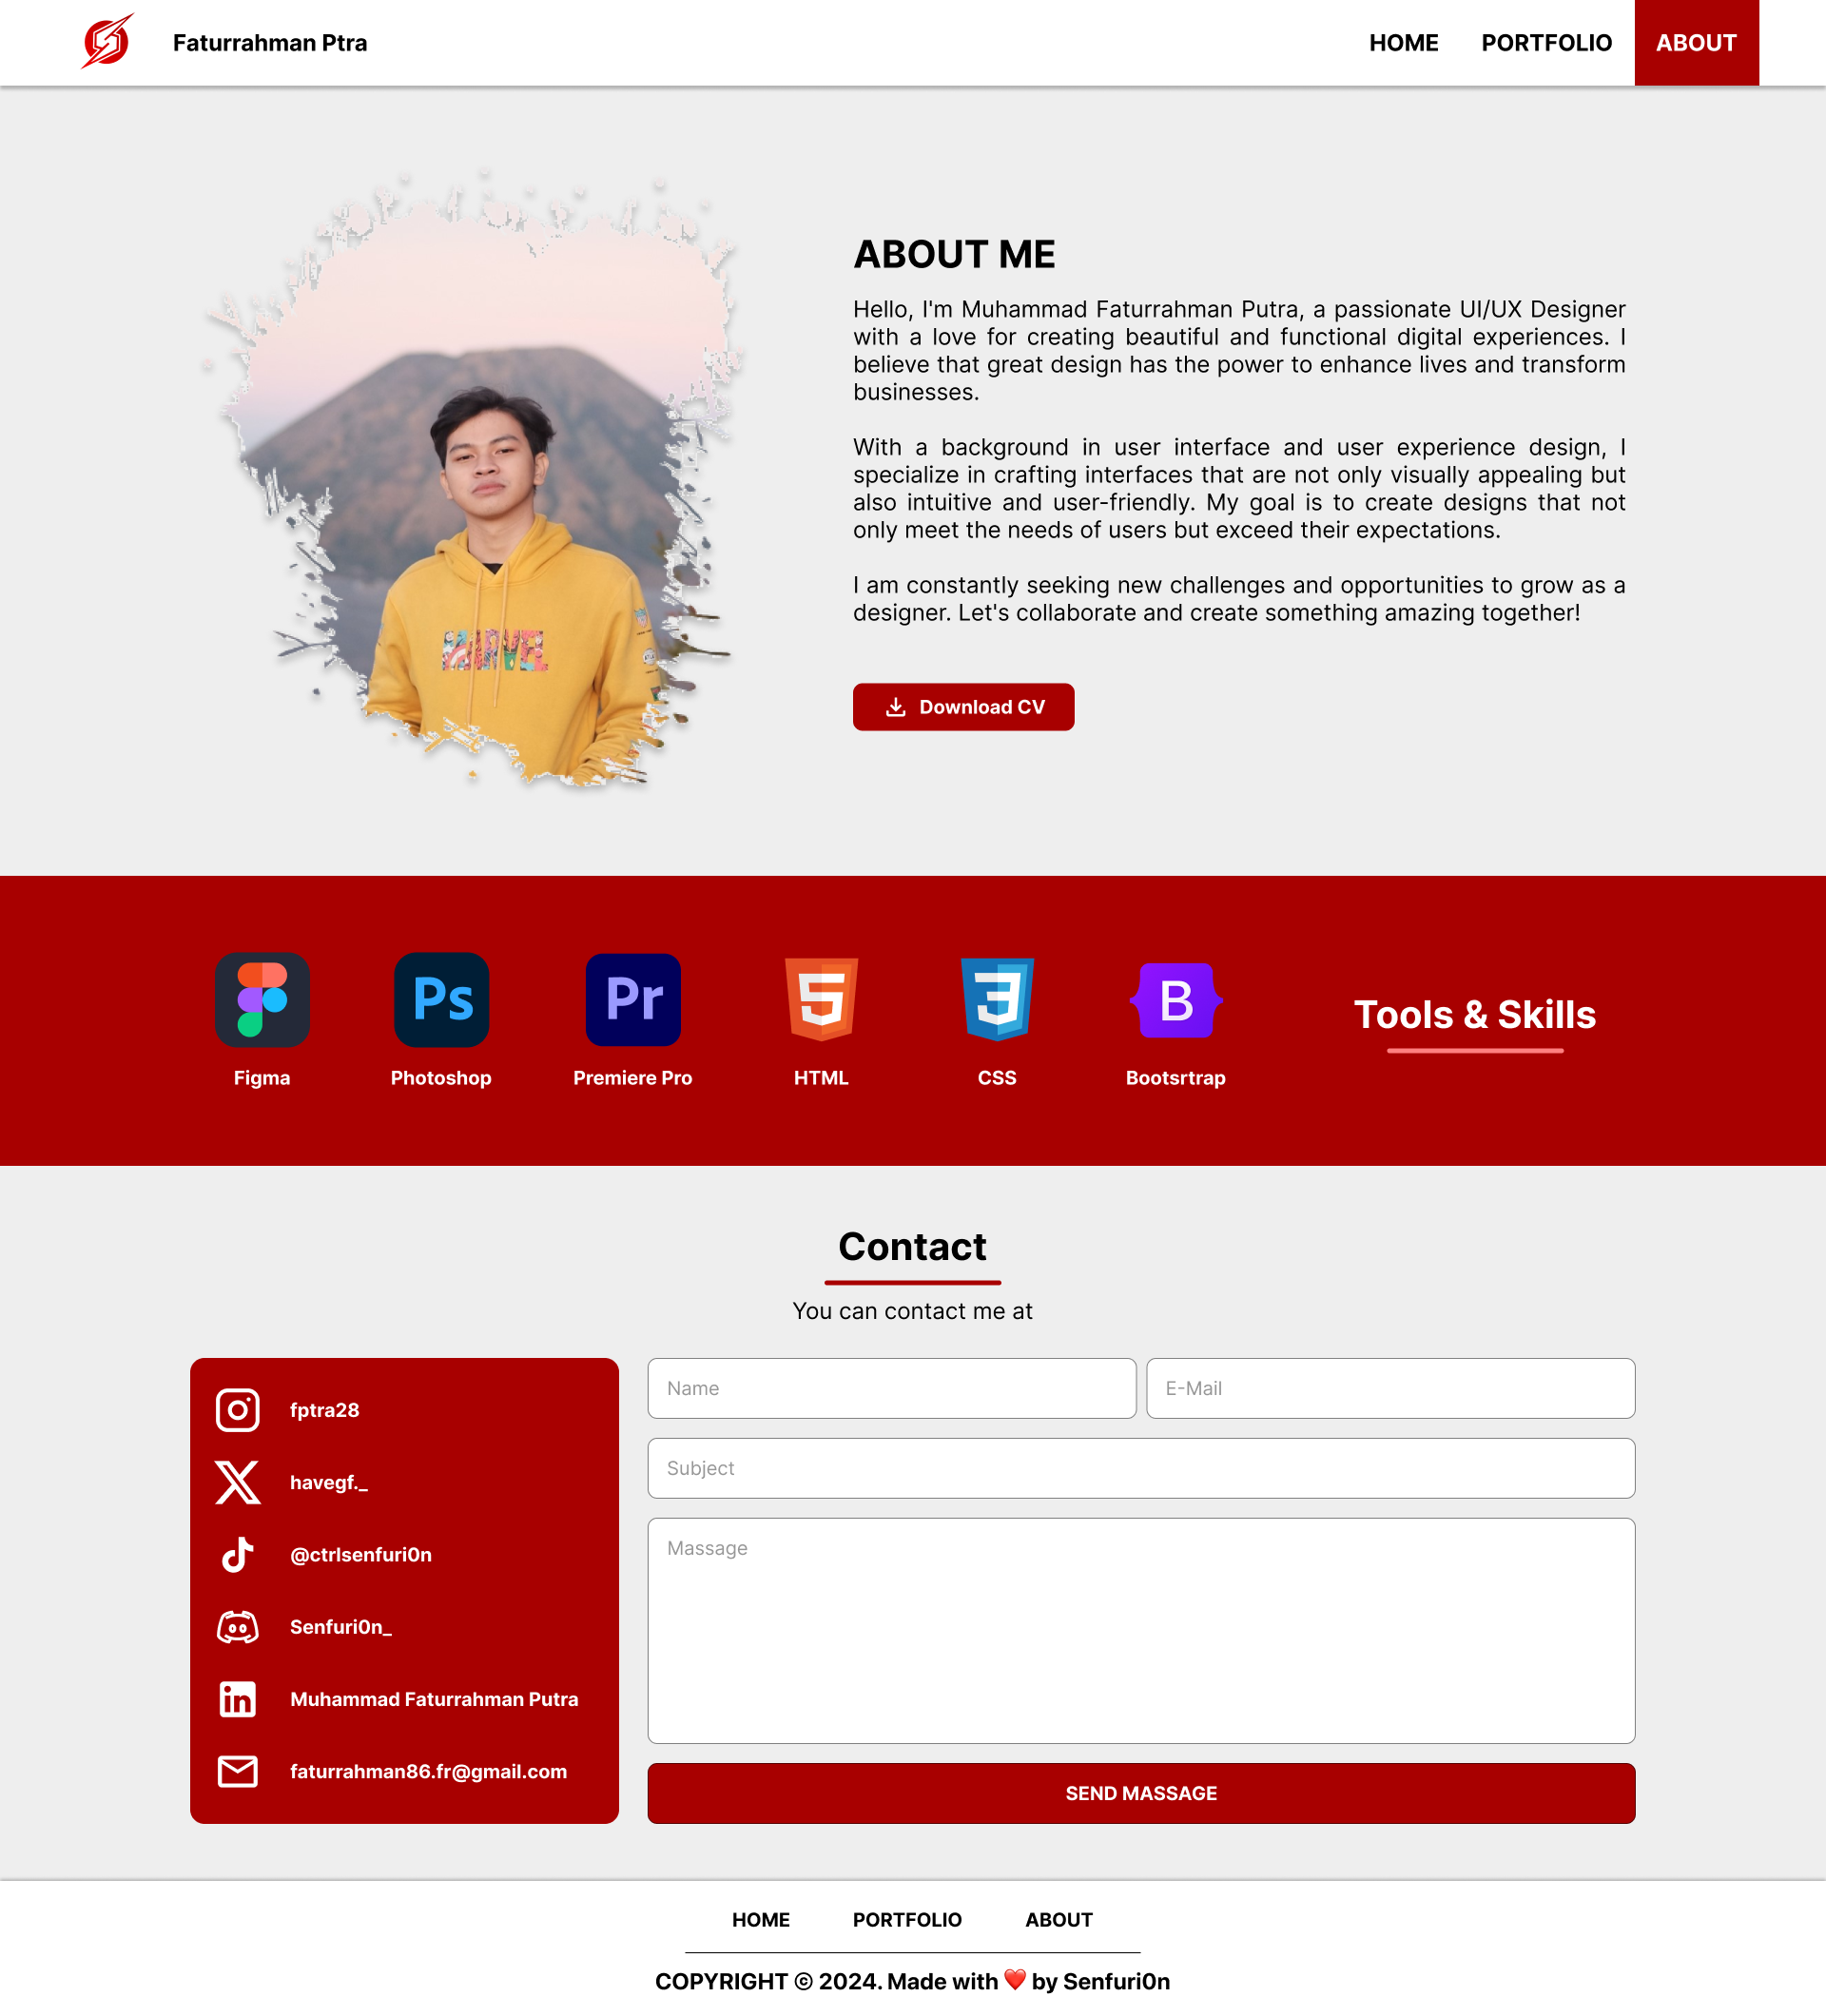 Faturrahman Ptra
HOME
PORTFOLIO
ABOUT
ABOUT ME
Hello, I'm Muhammad Faturrahman Putra, a passionate UI/UX Designer
with a love for creating beautiful and functional digital experiences. I
believe that great design has the power to enhance lives and transform
businesses.
With a background in user interface and user experience design, I
specialize in crafting interfaces that are not only visually appealing but
also intuitive and user-friendly. My goal is to create designs that not
only meet the needs of users but exceed their expectations.
I am constantly seeking new challenges and opportunities to grow as a
designer. Let's collaborate and create something amazing together!
Download CV
MARVEL
Ps
Pr
5
3
B
Figma
Photoshop
Premiere Pro
HTML
CSS
Bootsrtrap
Tools & Skills
Contact
You can contact me at
fptra28
havegf._
@ctrlsenfuri0n
Senfuri0n_
in
Muhammad Faturrahman Putra
faturrahman86.fr@gmail.com
Name
E-Mail
Subject
Massage
SEND MASSAGE
HOME
PORTFOLIO
ABOUT
COPYRIGHT © 2024. Made with ❤️ by Senfuri0n